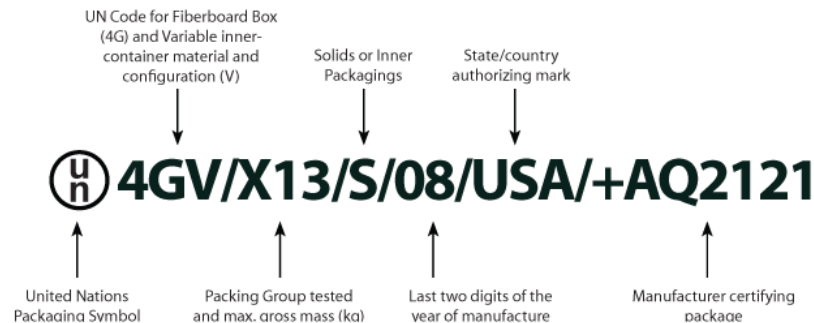 UN Code for Fiberboard Box
(4G) and Variable inner-
container material and
configuration (V)
Solids or Inner
Packagings
State/country
authorizing mark
un 4GV/X13/S/08/USA/+AQ2121
United Nations
Packaging Symbol
Packing Group tested
and max. gross mass (kg)
Last two digits of the
year of manufacture
Manufacturer certifying
package